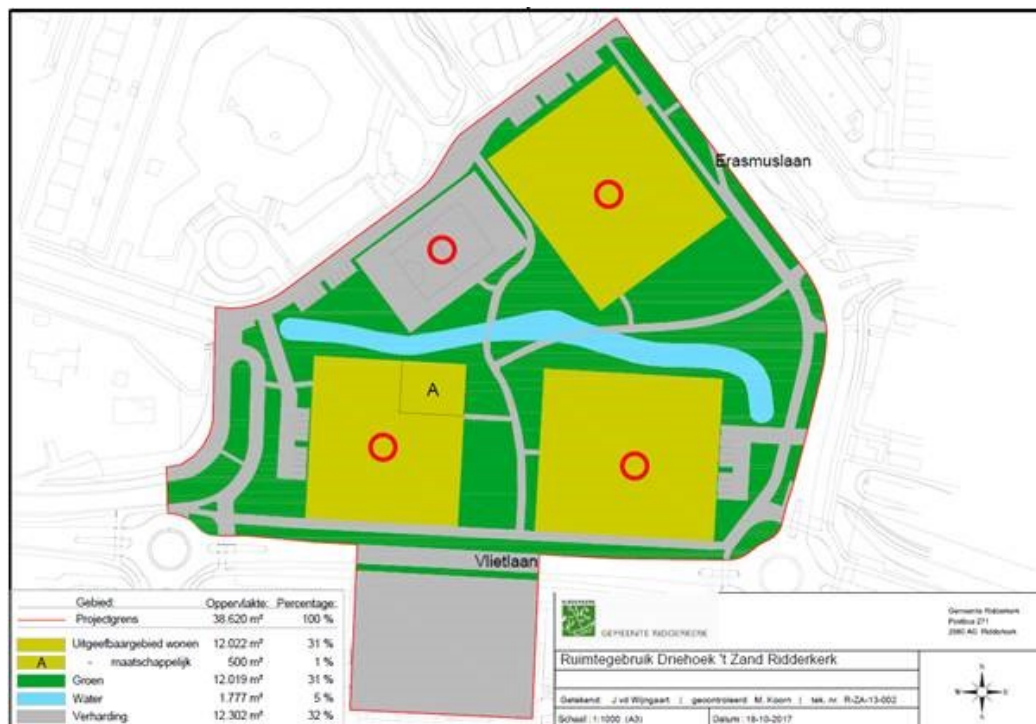 Erasmuslaan
A
Vlietlaan
Gebied: Oppervlakte: Percentage:
Projectgrens 38.620 m² 100 %
Uitgeefbaargebied wonen 12.022 m² 31 %
A - maatschappelijk 500 m² 1 %
Groen 12.019 m² 31 %
Water 1.777 m² 5 %
Verharding 12.302 m² 32 %
GEMEENTE RIDDERKERK
Gemeente Ridderkerk
Postbus 271
2980 AG Ridderkerk
Ruimtegebruik Driehoek 't Zand Ridderkerk
Getekend: J vd Wijngaart | gecontroleerd: M. Koorn | tek. nr. R-ZA-13-002
Schaal: 1:1000 (A3) Datum: 18-10-2017